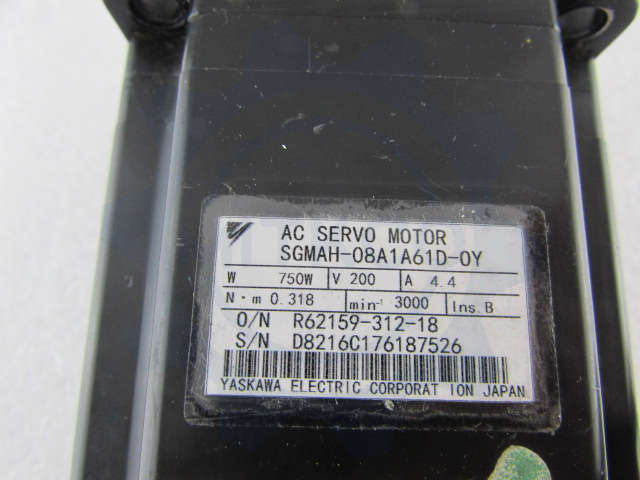 AC SERVO MOTOR
SGMAH-08A1A61D-0Y
W 750W V 200 A 4.4
N·m 0.318 min⁻¹ 3000 Ins.B
O/N R62159-312-18
S/N D8216C176187526
YASKAWA ELECTRIC CORPORAT ION JAPAN